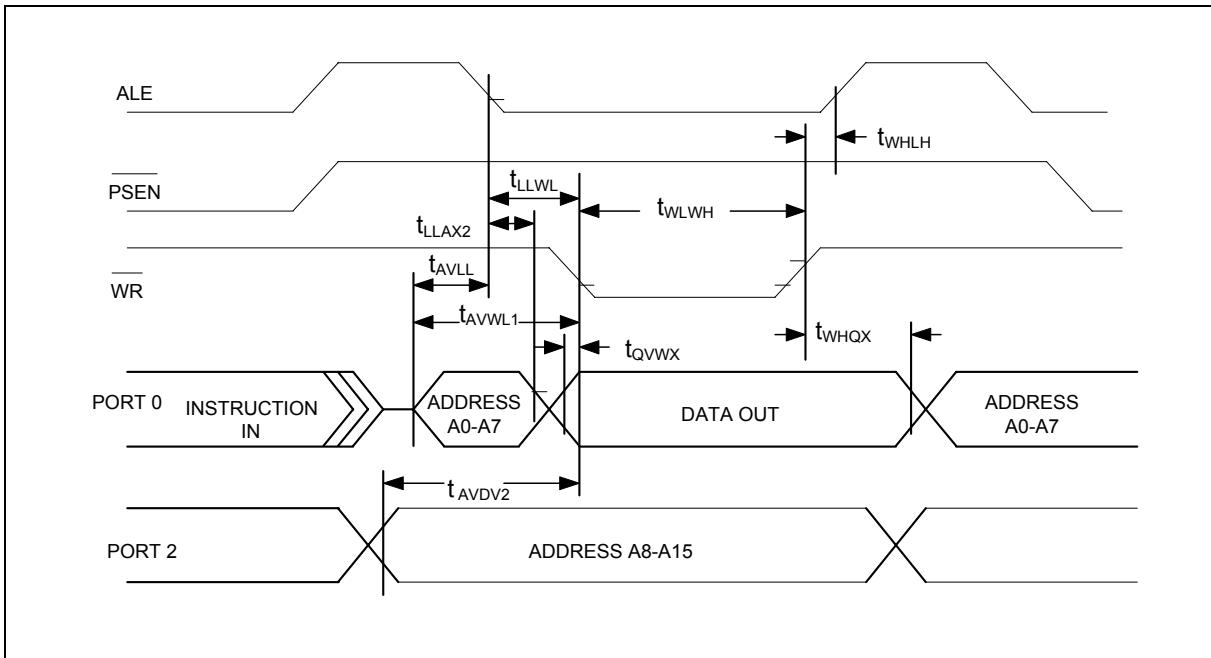 ALE
tWHLH
PSEN
tLLWL
tWLWH
tLLAX2
tAVLL
WR
tAVWL1
tWHQX
tQVWX
PORT 0
INSTRUCTION
IN
ADDRESS
A0-A7
DATA OUT
ADDRESS
A0-A7
t AVDV2
PORT 2
ADDRESS A8-A15